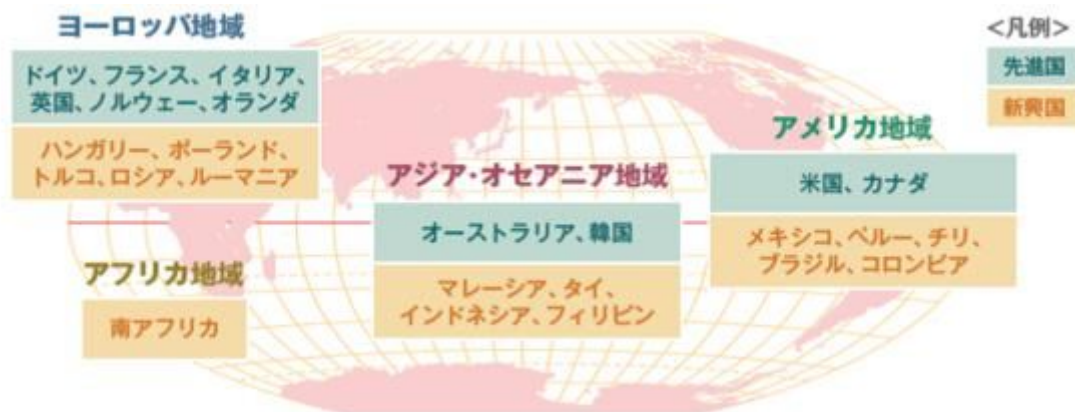 ヨーロッパ地域
ドイツ、フランス、イタリア、
英国、ノルウェー、オランダ
ハンガリー、ポーランド、
トルコ、ロシア、ルーマニア
アフリカ地域
南アフリカ
アジア・オセアニア地域
オーストラリア、韓国
マレーシア、タイ、
インドネシア、フィリピン
アメリカ地域
米国、カナダ
メキシコ、ペルー、チリ、
ブラジル、コロンビア
<凡例>
先進国
新興国